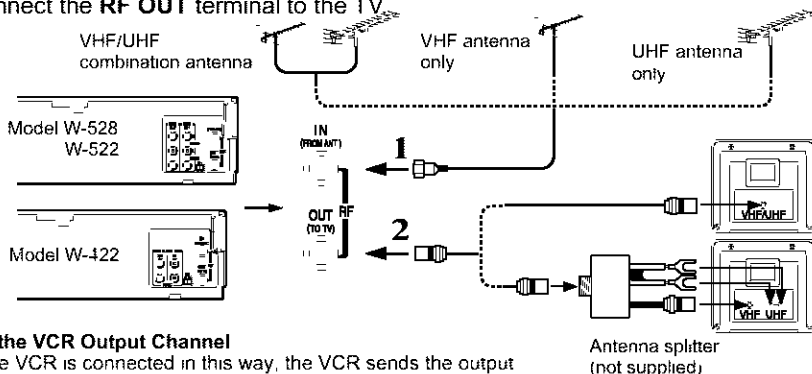 nnect the RF OUT terminal to the TV
VHF/UHF
combination antenna
VHF antenna
only
UHF antenna
only
Model W-528
W-522
IN
(FROM ANT)
1
OUT
(TO TV)
RF
2
Model W-422
VHF/UHF
VHF UHF
Antenna splitter
(not supplied)
the VCR Output Channel
e VCR is connected in this way, the VCR sends the output